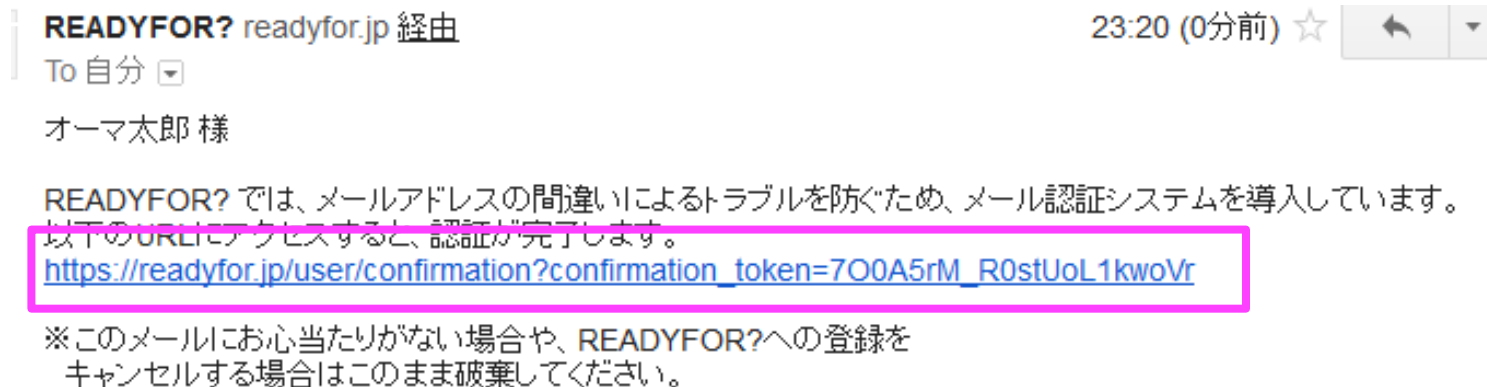 READYFOR? readyfor.jp 経由 23:20 (0分前)
To 自分
オーマ太郎 様
READYFOR? では、メールアドレスの間違いによるトラブルを防ぐため、メール認証システムを導入しています。
以下のURLにアクセスすると、認証が完了します。
https://readyfor.jp/user/confirmation?confirmation_token=7O0A5rM_R0stUoL1kwoVr
※このメールにお心当たりがない場合や、READYFOR?への登録を
キャンセルする場合はこのまま破棄してください。